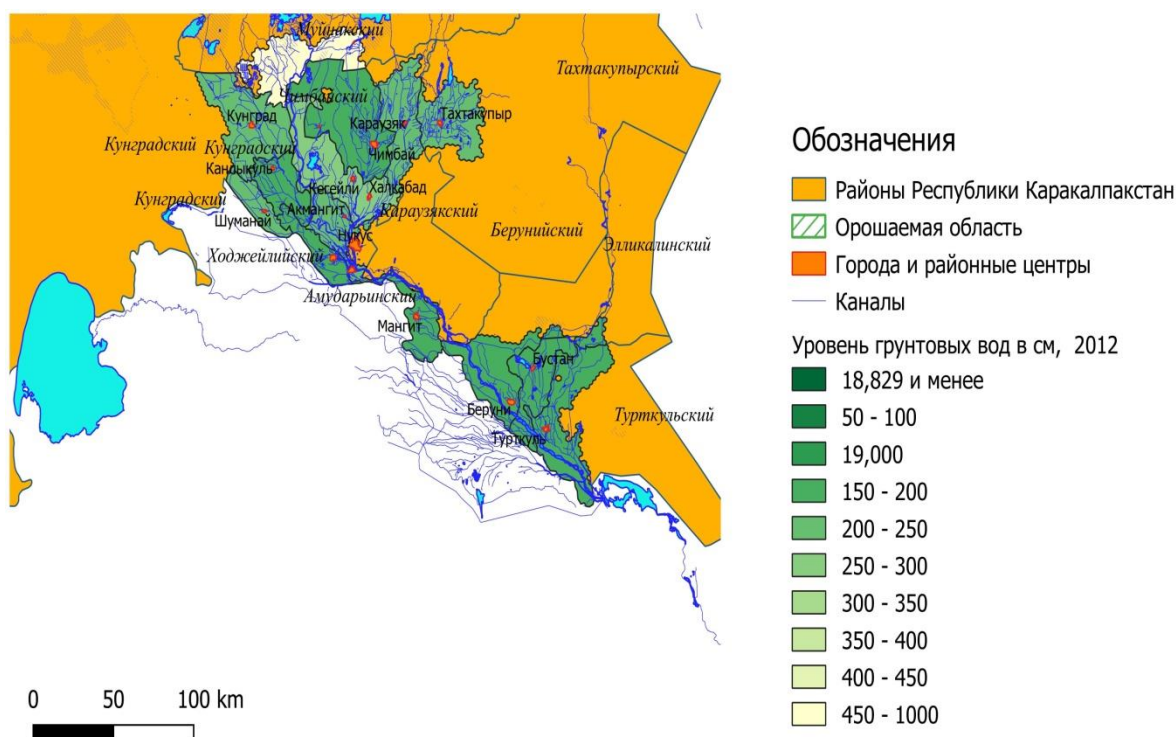 Муйнакский
Тахтакупырский
Чимбайский
Кунград
Караузяк
Тахтакупыр
Кунградский
Кунградский
Чимбай
Канлыкуль
Кегейли
Халкабад
Кунградский
Акмангит
Караузякский
Шуманай
Нукус
Берунийский
Элликалинский
Ходжейлийский
Амударьинский
Мангит
Бустан
Беруни
Турткульский
Турткуль
0 50 100 km
Обозначения
Районы Республики Каракалпакстан
Орошаемая область
Города и районные центры
Каналы
Уровень грунтовых вод в см, 2012
18,829 и менее
50 - 100
19,000
150 - 200
200 - 250
250 - 300
300 - 350
350 - 400
400 - 450
450 - 1000